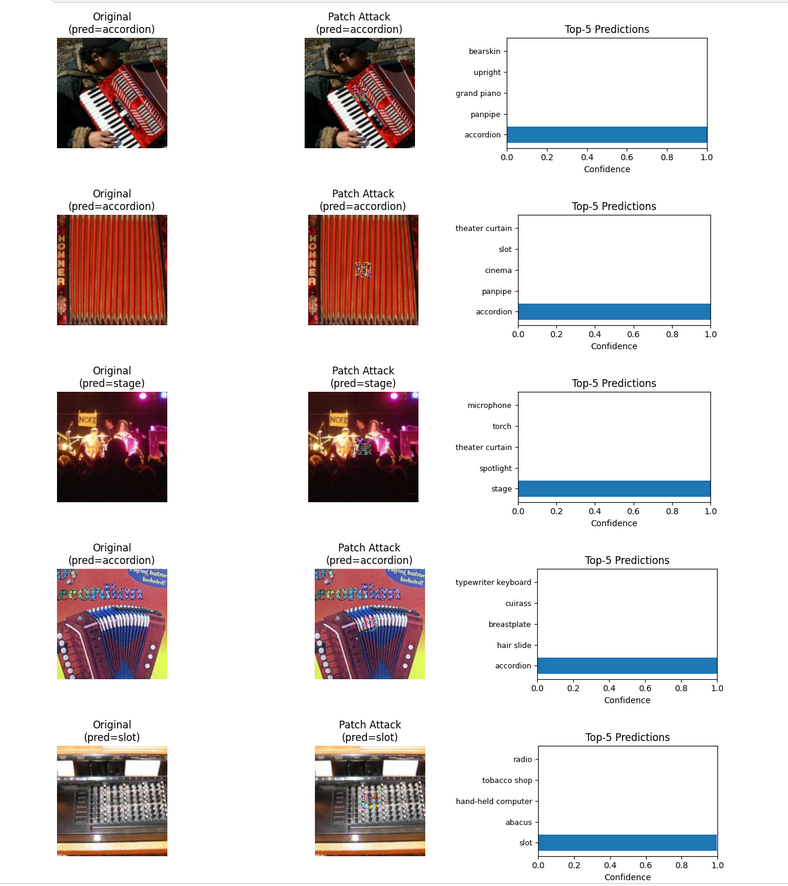 Original
(pred=accordion)
Patch Attack
(pred=accordion)
Top-5 Predictions
bearskin
upright
grand piano
panpipe
accordion
0.0 0.2 0.4 0.6 0.8 1.0
Confidence
Original
(pred=accordion)
HOHNER
Patch Attack
(pred=accordion)
HOHNER
Top-5 Predictions
theater curtain
slot
cinema
panpipe
accordion
0.0 0.2 0.4 0.6 0.8 1.0
Confidence
Original
(pred=stage)
NOFX
Patch Attack
(pred=stage)
NOFX
Top-5 Predictions
microphone
torch
theater curtain
spotlight
stage
0.0 0.2 0.4 0.6 0.8 1.0
Confidence
Original
(pred=accordion)
Patch Attack
(pred=accordion)
Top-5 Predictions
typewriter keyboard
cuirass
breastplate
hair slide
accordion
0.0 0.2 0.4 0.6 0.8 1.0
Confidence
Original
(pred=slot)
Patch Attack
(pred=slot)
Top-5 Predictions
radio
tobacco shop
hand-held computer
abacus
slot
0.0 0.2 0.4 0.6 0.8 1.0
Confidence